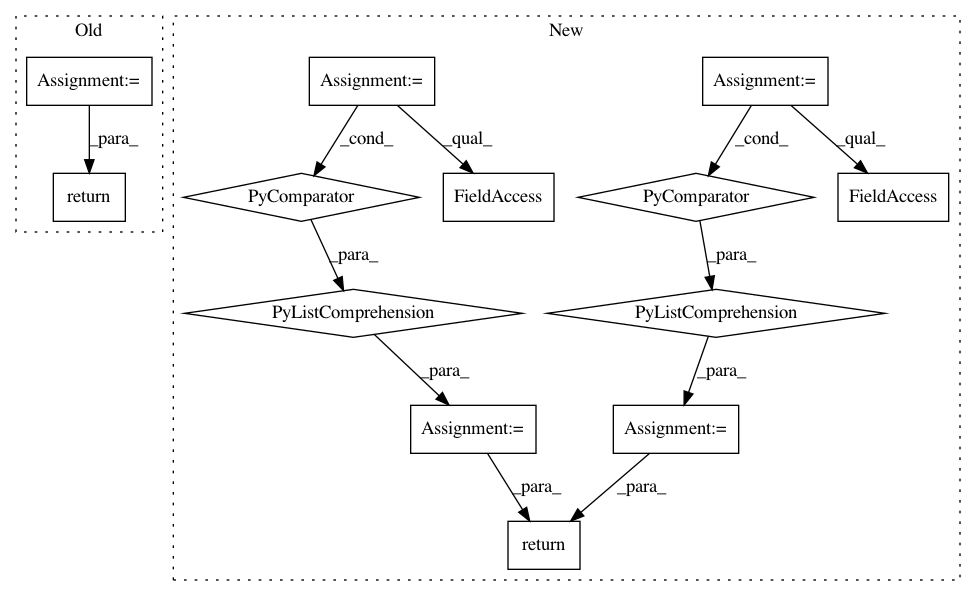 Old
New
Assignment:=
Assignment:=
Assignment:=
_para_
_cond_
_qual_
_cond_
_qual_
return
PyComparator
FieldAccess
PyComparator
FieldAccess
_para_
_para_
PyListComprehension
PyListComprehension
_para_
_para_
Assignment:=
Assignment:=
_para_
_para_
return